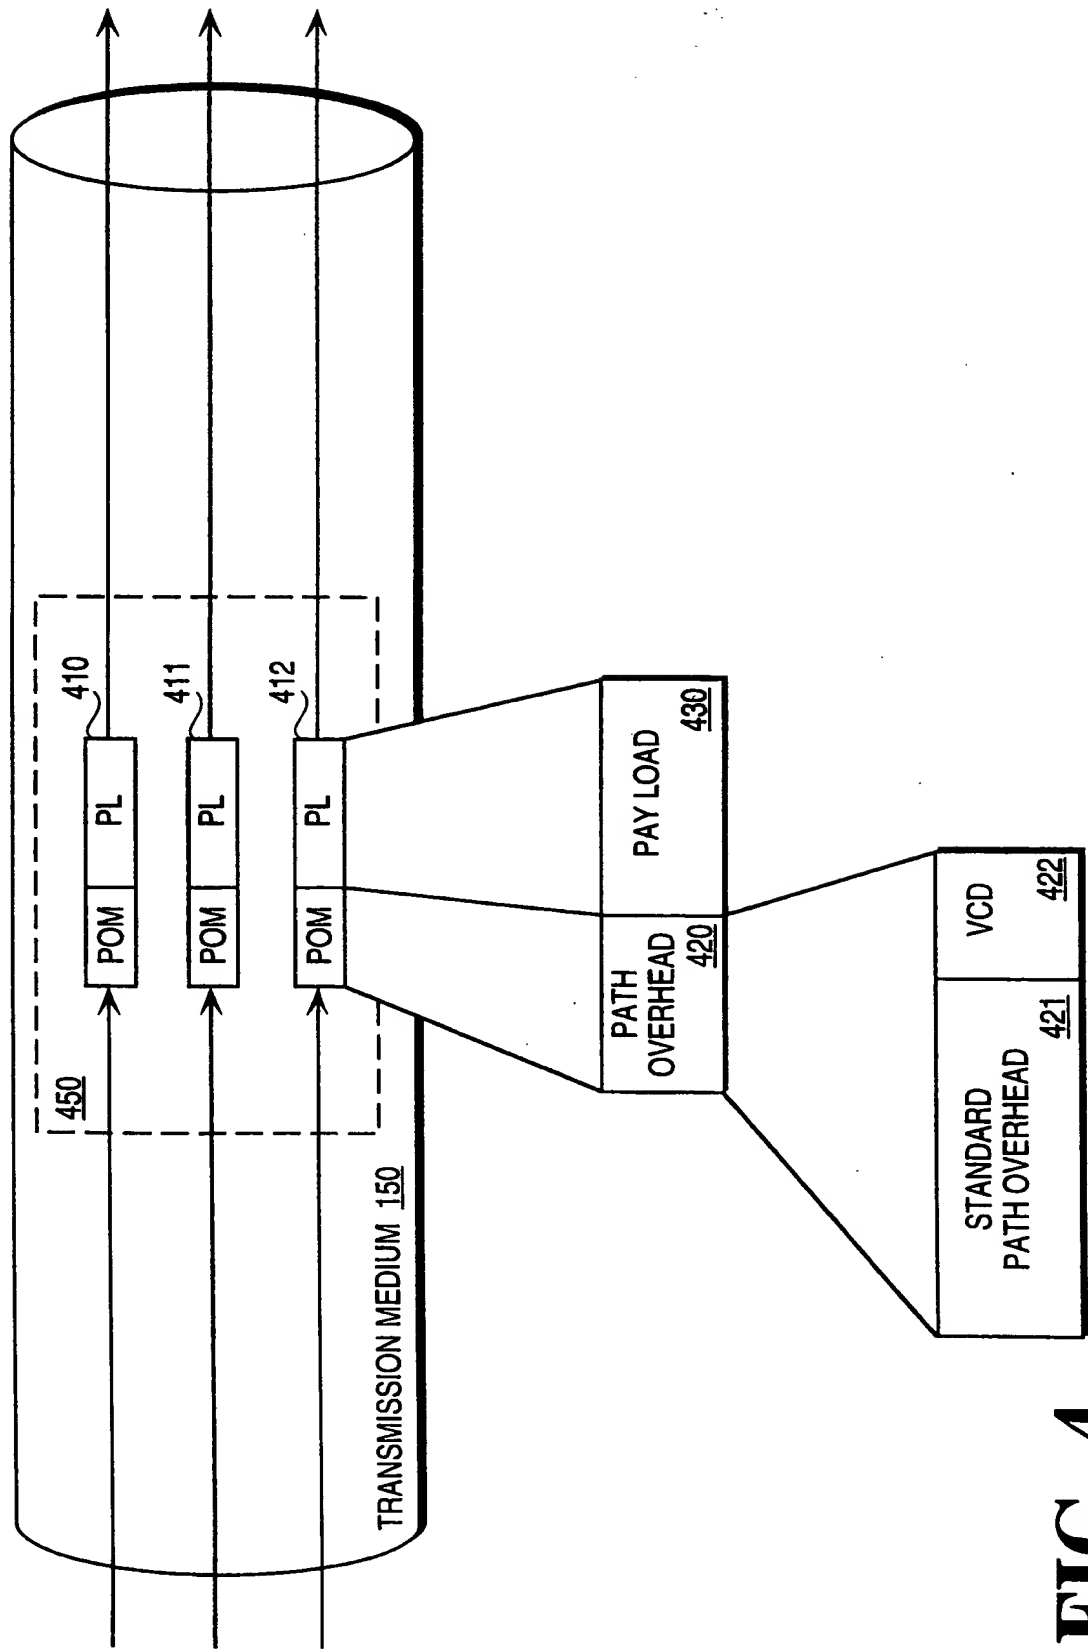 410
POM PL
411
POM PL
412
POM PL
450
TRANSMISSION MEDIUM 150
PATH
OVERHEAD
420
PAY LOAD
430
STANDARD
PATH OVERHEAD
421
VCD
422
FIG. 4